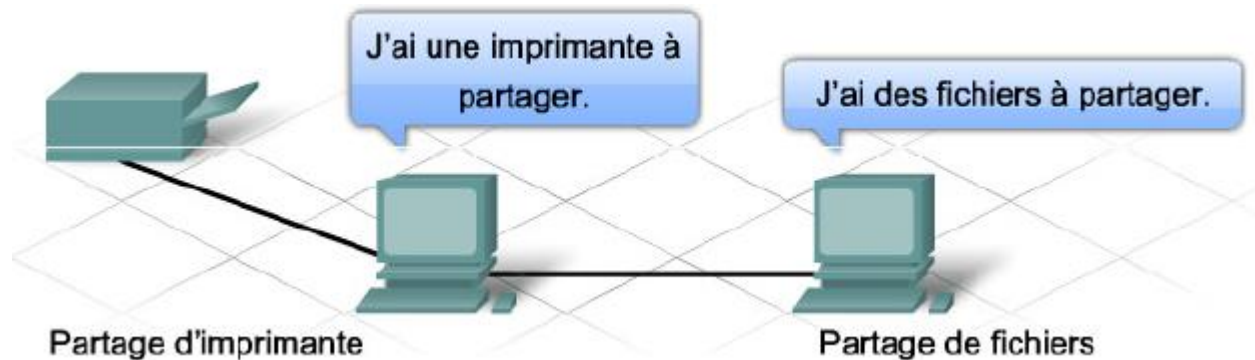 J'ai une imprimante à
partager.
J'ai des fichiers à partager.
Partage d'imprimante
Partage de fichiers